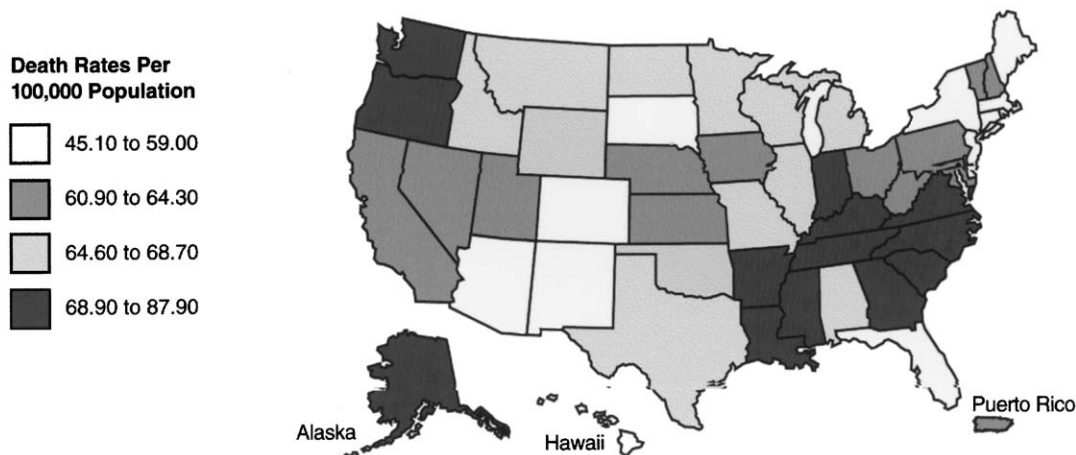 Death Rates Per
100,000 Population
45.10 to 59.00
60.90 to 64.30
64.60 to 68.70
68.90 to 87.90
Alaska
Hawaii
Puerto Rico